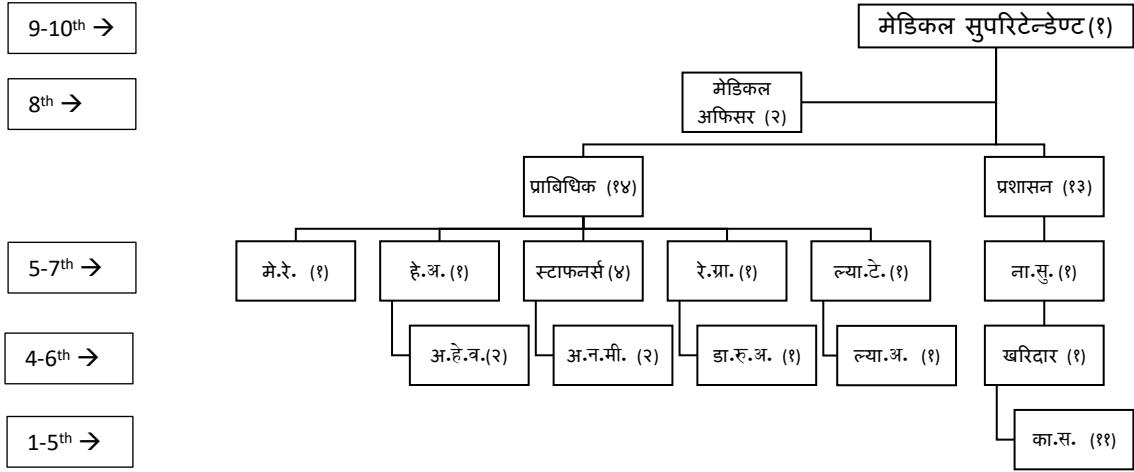 9-10th →
मेडिकल सुपरिटेन्डेण्ट (१)
8th →
मेडिकल
अफिसर (२)
प्राबिधिक (१४)
प्रशासन (१३)
5-7th →
मे.रे. (१)
हे.अ. (१)
स्टाफनर्स (४)
रे.ग्रा. (१)
ल्या.टे. (१)
ना.सु. (१)
4-6th →
अ.हे.व.(२)
अ.न.मी. (२)
डा.रु.अ. (१)
ल्या.अ. (१)
खरिदार (१)
1-5th →
का.स. (११)